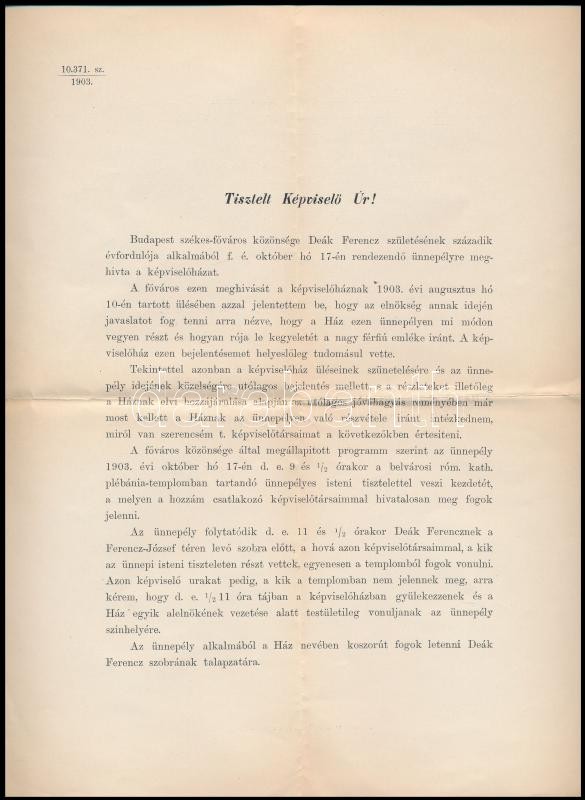 10.371. sz.
1903.
Tisztelt Képviselő Úr!
Budapest székes-főváros közönsége Deák Ferencz születésének századik
évfordulója alkalmából f. é. október hó 17-én rendezendő ünnepélyre meg-
hivta a képviselőházat.
A főváros ezen meghivását a képviselőháznak 1903. évi augusztus hó
10-én tartott ülésében azzal jelentettem be, hogy az elnökség annak idején
javaslatot fog tenni arra nézve, hogy a Ház ezen ünnepélyen mi módon
vegyen részt és hogyan rója le kegyeletét a nagy férfiú emléke iránt. A kép-
viselőház ezen bejelentésemet helyeslőleg tudomásul vette.
Tekintettel azonban a képviselőház üléseinek szünetelésére és az ünne-
pély idejének közelségére utólagos bejelentés mellett, s a részleteket illetőleg
a Háznak elvi hozzájárulása alapján az utólagos jóváhagyás reményében már
most kellett a Háznak az ünnepélyen való részvétele iránt intézkednem,
miről van szerencsém t. képviselőtársaimat a következőkben értesiteni.
A főváros közönsége által megállapitott programm szerint az ünnepély
1903. évi október hó 17-én d. e. 9 és 1/2 órakor a belvárosi róm. kath.
plébánia-templomban tartandó ünnepélyes isteni tisztelettel veszi kezdetét,
a melyen a hozzám csatlakozó képviselőtársaimmal hivatalosan meg fogok
jelenni.
Az ünnepély folytatódik d. e. 11 és 1/2 órakor Deák Ferencznek a
Ferencz-József téren levő szobra előtt, a hová azon képviselőtársaimmal, a kik
az ünnepi isteni tiszteleten részt vettek, egyenesen a templomból fogok vonulni.
Azon képviselő urakat pedig, a kik a templomban nem jelennek meg, arra
kérem, hogy d. e. 1/2 11 óra tájban a képviselőházban gyülekezzenek és a
Ház egyik alelnökének vezetése alatt testületileg vonuljanak az ünnepély
szinhelyére.
Az ünnepély alkalmából a Ház nevében koszorút fogok letenni Deák
Ferencz szobrának talapzatára.
darabanth